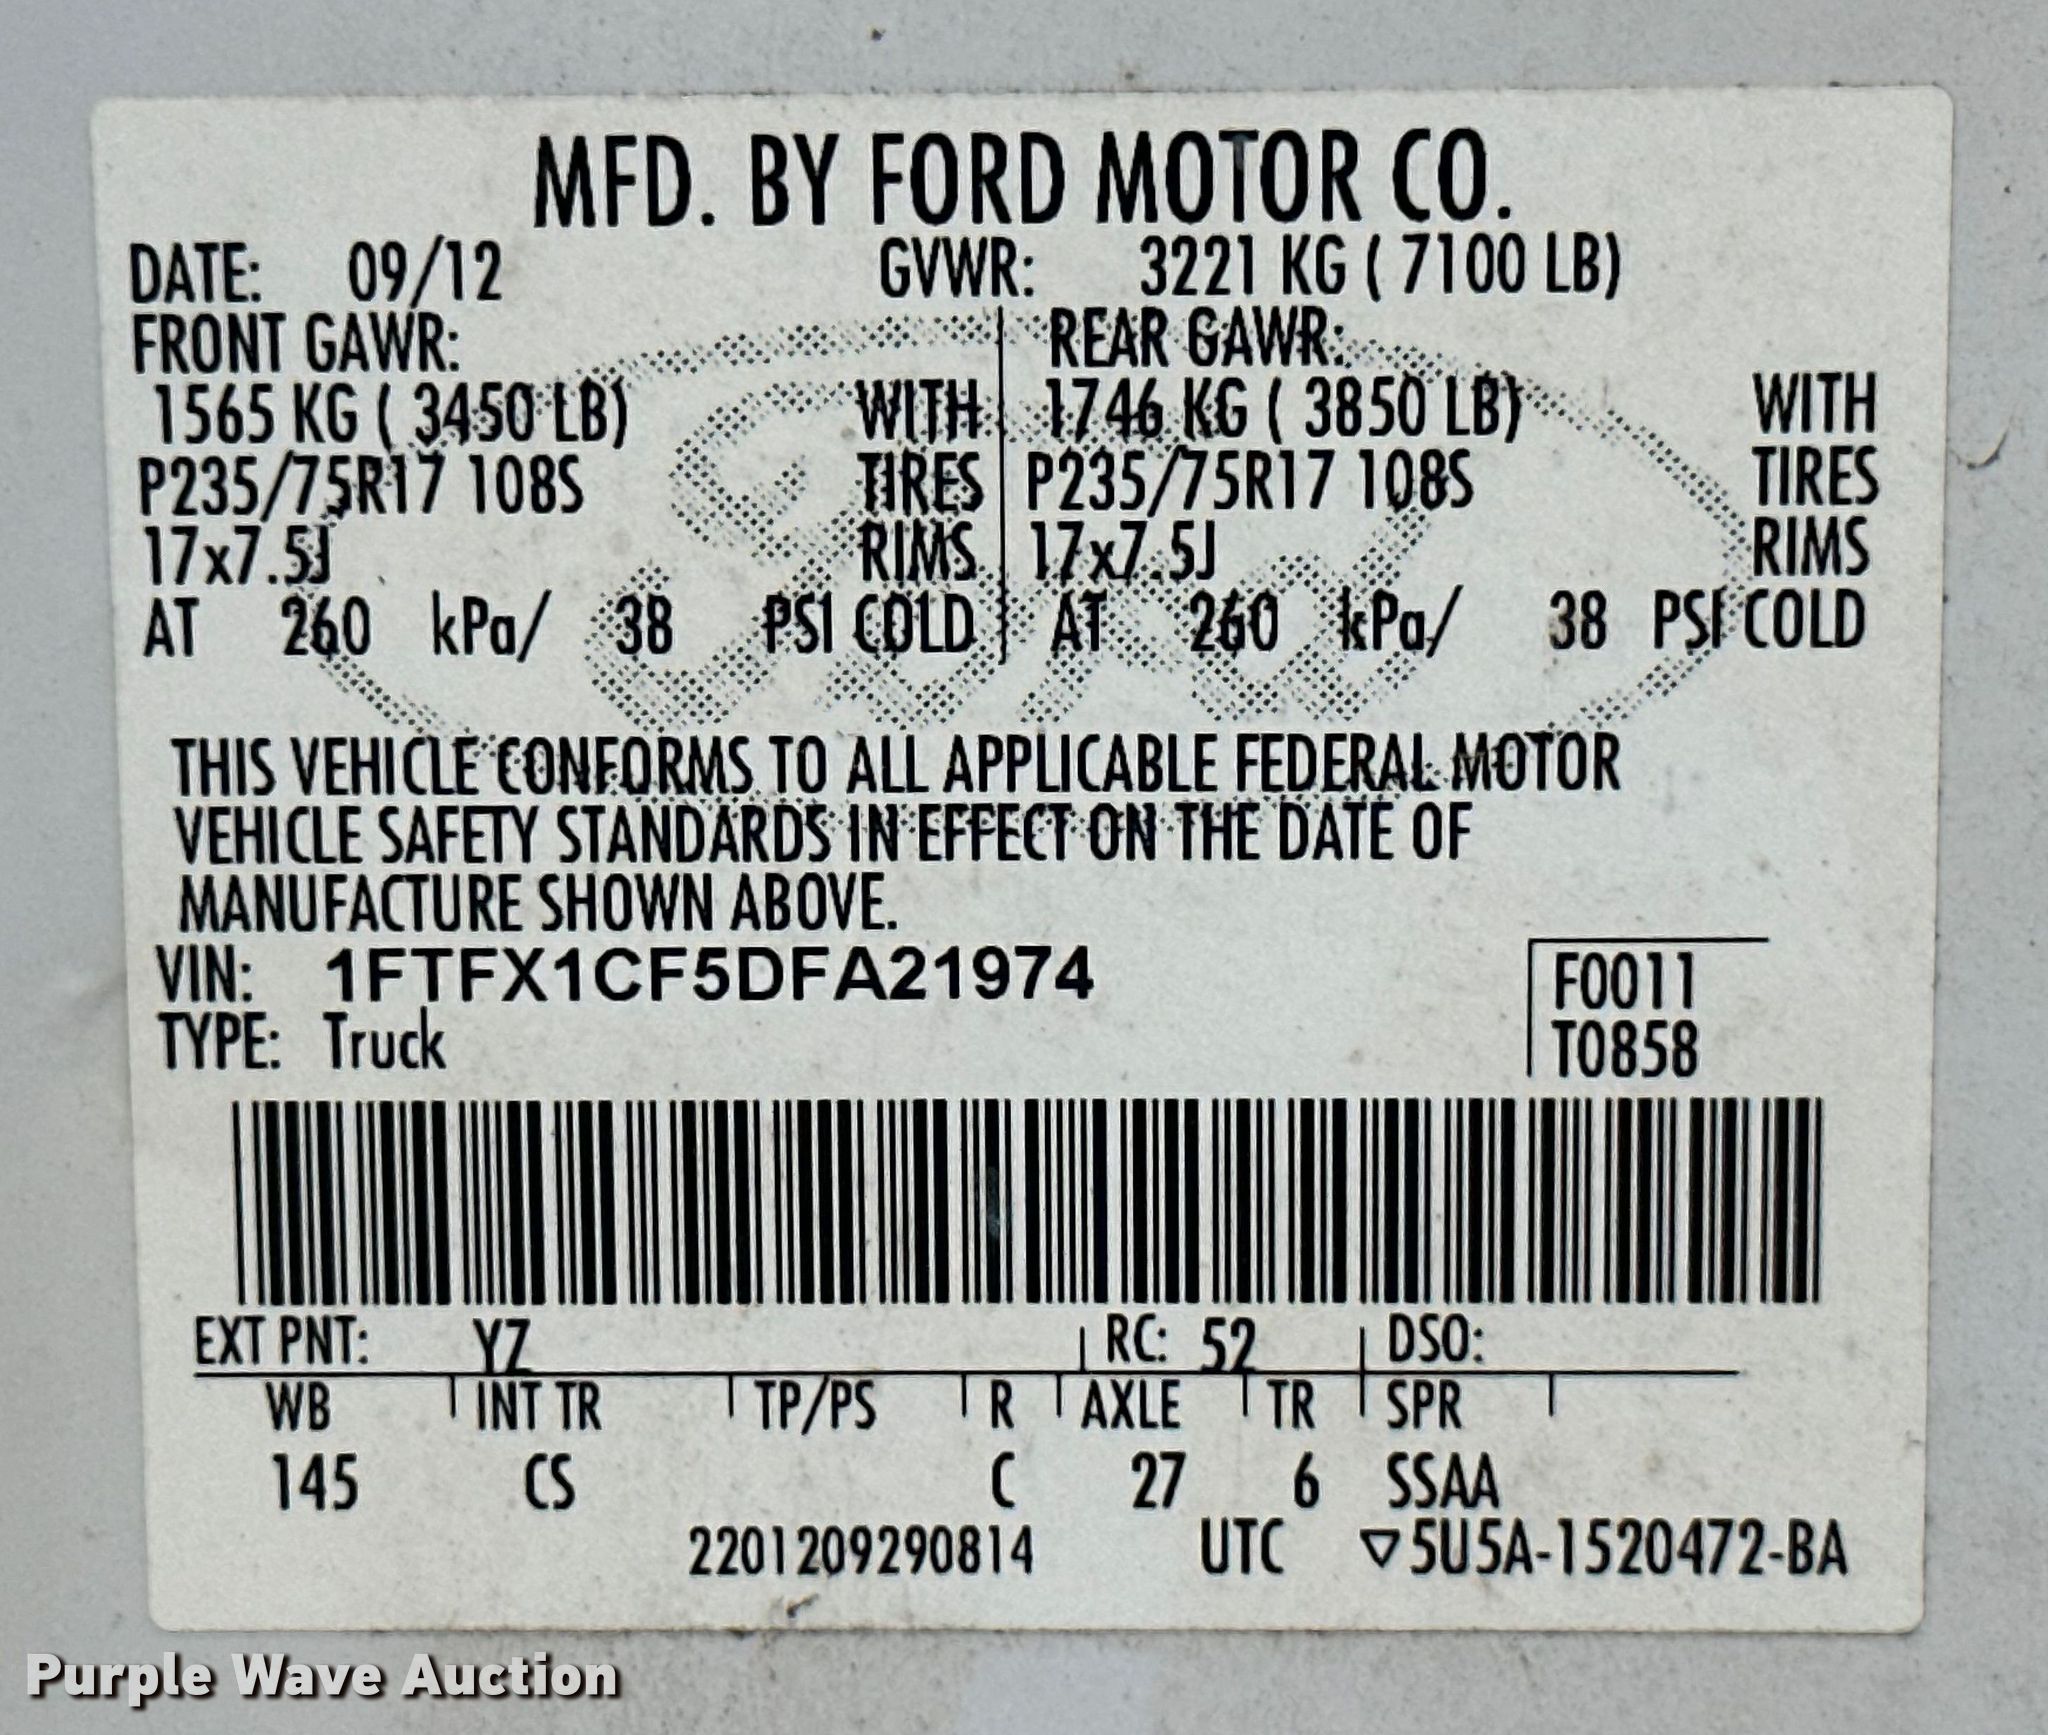 MFD. BY FORD MOTOR CO.
DATE: 09/12 GVWR: 3221 KG ( 7100 LB)
FRONT GAWR: REAR GAWR:
1565 KG ( 3450 LB) WITH 1746 KG ( 3850 LB) WITH
P235/75R17 108S TIRES P235/75R17 108S TIRES
17x7.5J RIMS 17x7.5J RIMS
AT 260 kPa/ 38 PSI COLD AT 260 kPa/ 38 PSI COLD
THIS VEHICLE CONFORMS TO ALL APPLICABLE FEDERAL MOTOR
VEHICLE SAFETY STANDARDS IN EFFECT ON THE DATE OF
MANUFACTURE SHOWN ABOVE.
VIN: 1FTFX1CF5DFA21974 F0011
TYPE: Truck T0858
EXT PNT: YZ RC: 52 DSO:
WB INT TR TP/PS R AXLE TR SPR
145 CS C 27 6 SSAA
2201209290814 UTC ▽5U5A-1520472-BA
Purple Wave Auction